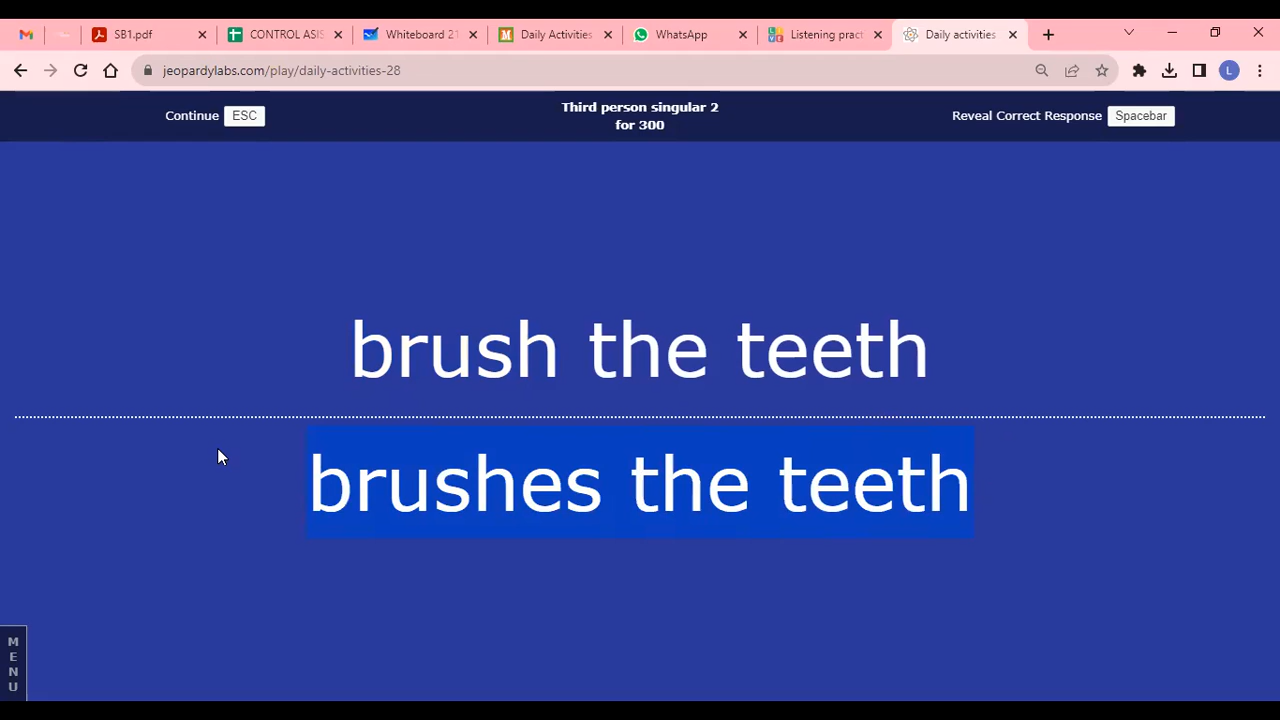 SB1.pdf
CONTROL ASIS
Whiteboard 21
Daily Activities
WhatsApp
Listening pract
Daily activities
jeopardylabs.com/play/daily-activities-28
L
Continue ESC
Third person singular 2
for 300
Reveal Correct Response Spacebar
brush the teeth
brushes the teeth
MENU